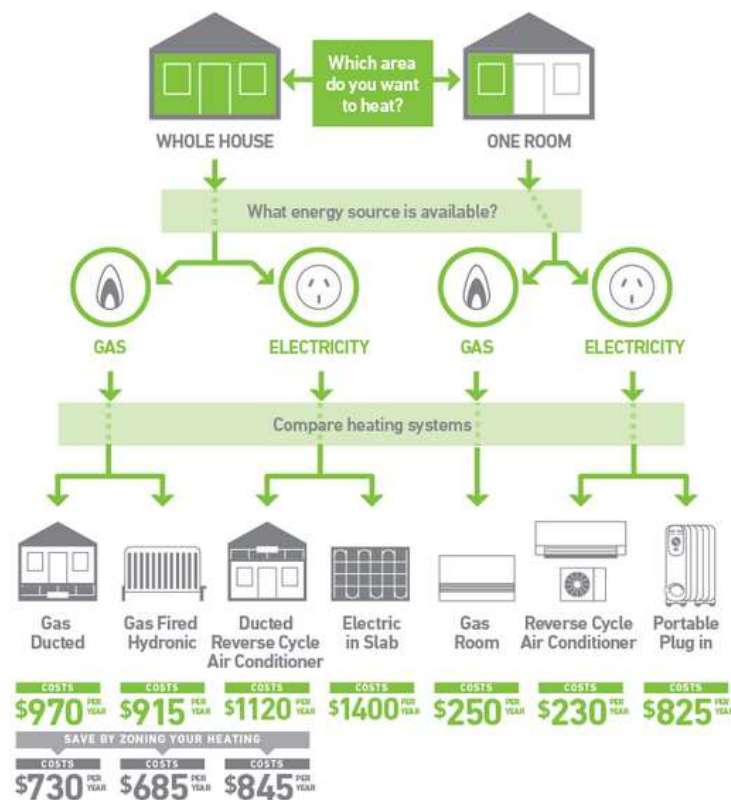 Which area
do you want
to heat?
WHOLE HOUSE
ONE ROOM
What energy source is available?
GAS
ELECTRICITY
GAS
ELECTRICITY
Compare heating systems
Gas
Ducted
Gas Fired
Hydronic
Ducted
Reverse Cycle
Air Conditioner
Electric
in Slab
Gas
Room
Reverse Cycle
Air Conditioner
Portable
Plug in
COSTS
$970 PER YEAR
COSTS
$915 PER YEAR
COSTS
$1120 PER YEAR
COSTS
$1400 PER YEAR
COSTS
$250 PER YEAR
COSTS
$230 PER YEAR
COSTS
$825 PER YEAR
SAVE BY ZONING YOUR HEATING
COSTS
$730 PER YEAR
COSTS
$685 PER YEAR
COSTS
$845 PER YEAR